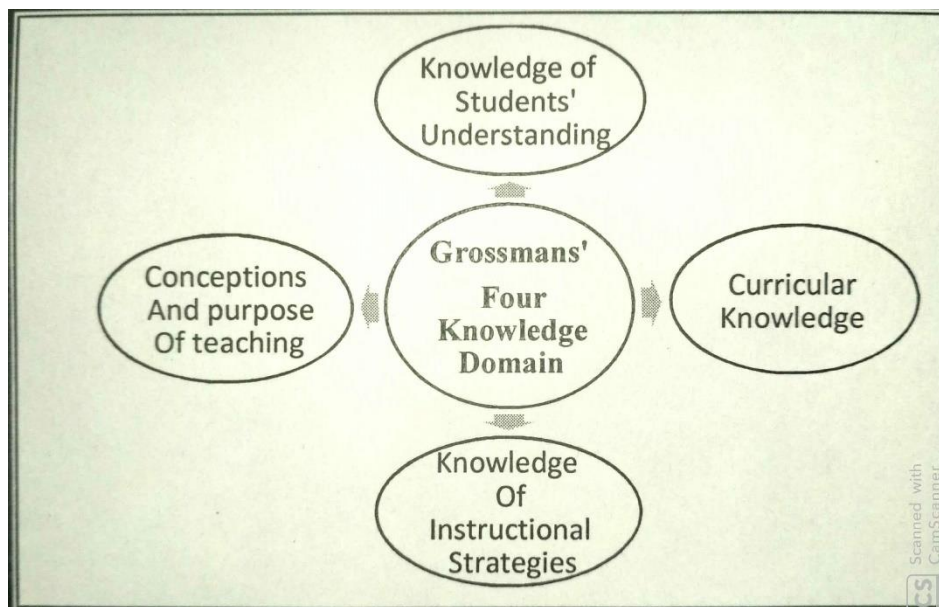 Knowledge of
Students'
Understanding
Conceptions
And purpose
Of teaching
Grossmans'
Four
Knowledge
Domain
Curricular
Knowledge
Knowledge
Of
Instructional
Strategies
CS
Scanned with
CamScanner